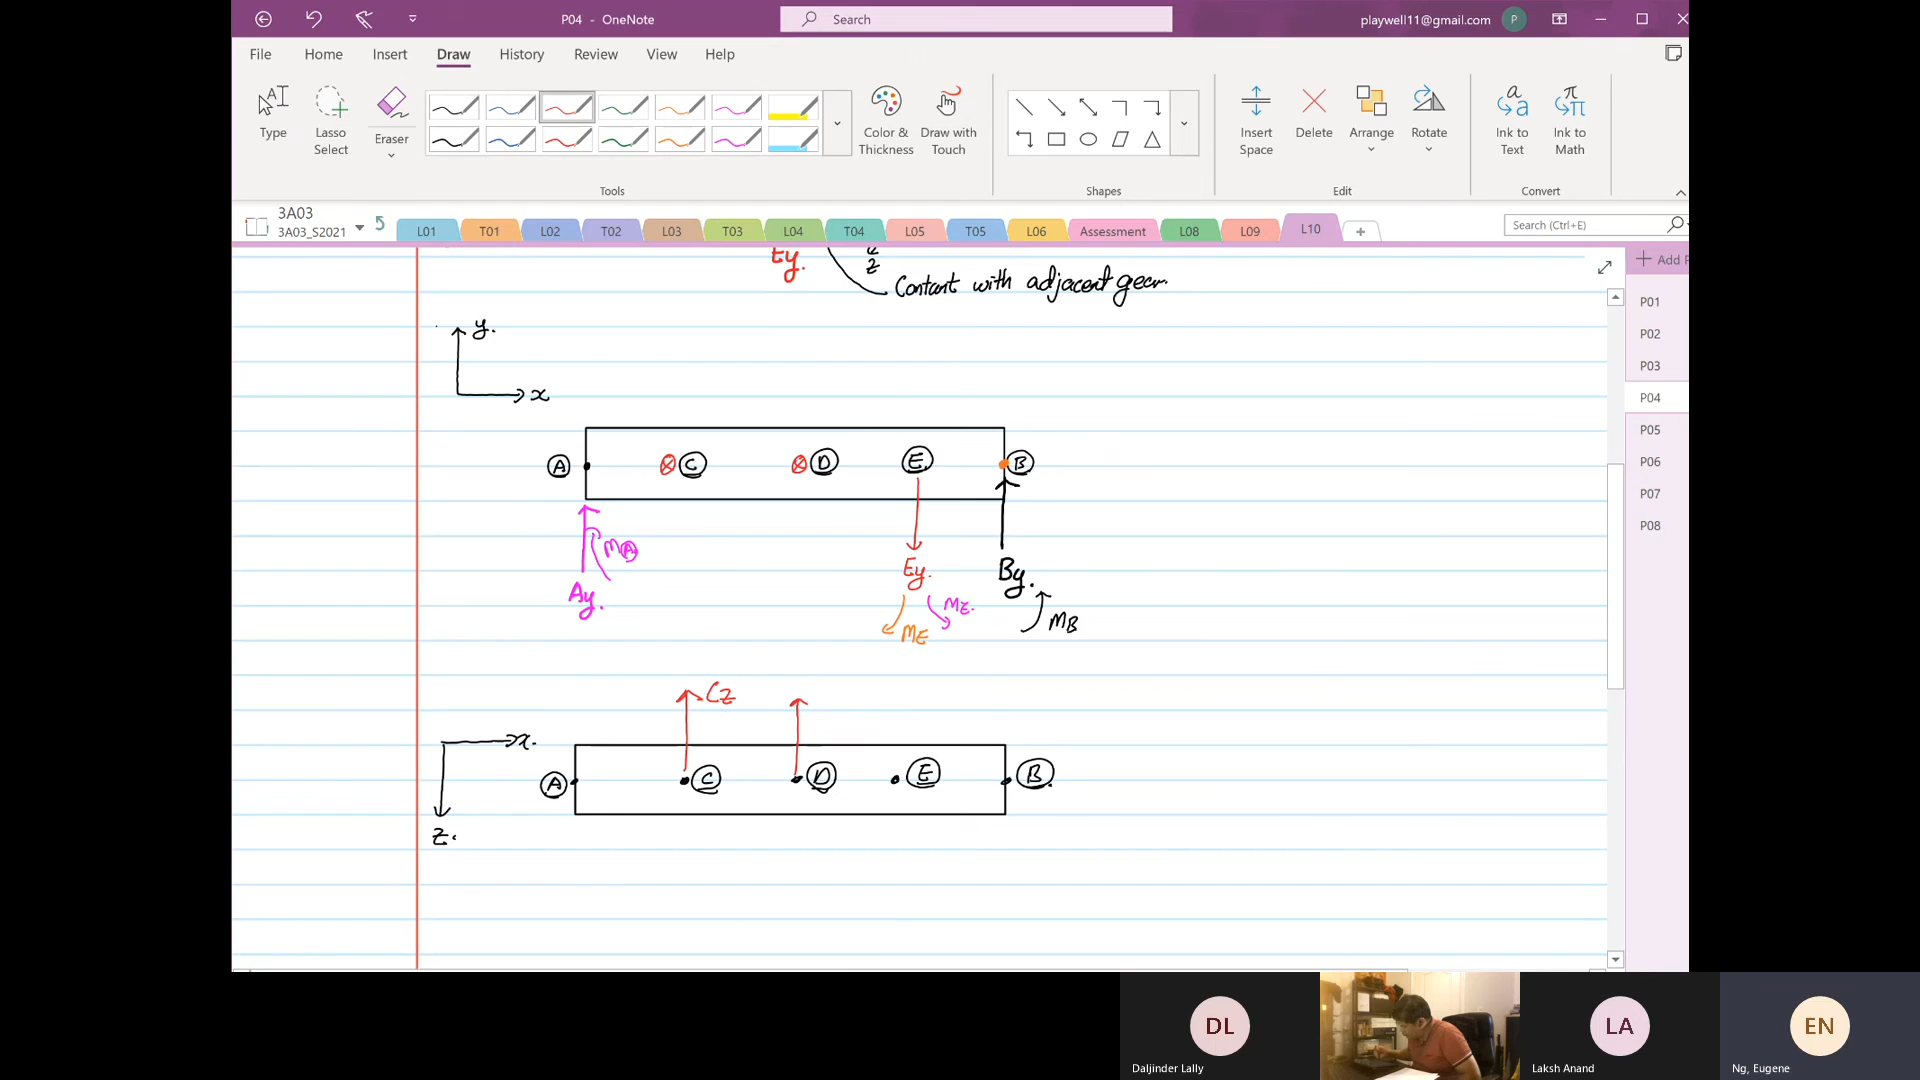 P04 - OneNote
Search
playwell11@gmail.com
P
File Home Insert Draw History Review View Help
Type
Lasso Select
Eraser
Color & Thickness
Draw with Touch
Insert Space
Delete
Arrange
Rotate
Ink to Text
Ink to Math
Tools
Shapes
Edit
Convert
3A03
3A03_S2021
L01 T01 L02 T02 L03 T03 L04 T04 L05 T05 L06 Assessment L08 L09 L10
Search (Ctrl+E)
Add P
P01
P02
P03
P04
P05
P06
P07
P08
Ey.
z
Contant with adjacent gear.
y.
x
A C D E B
MA
Ay.
Ey.
By.
ME.
ME
MB
Cz
x.
A C D E B.
z.
DL
LA
EN
Daljinder Lally
Laksh Anand
Ng, Eugene